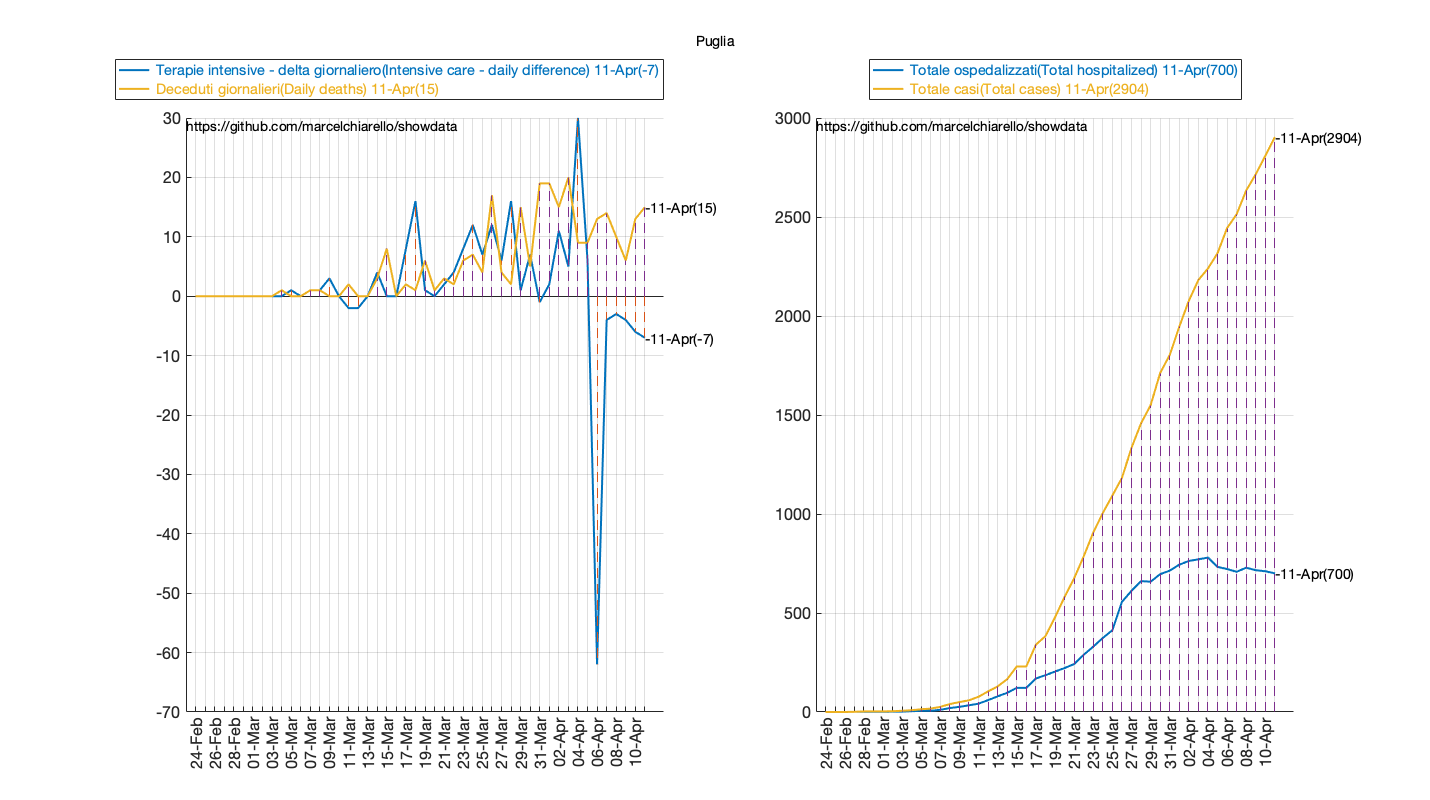 Puglia
Terapie intensive - delta giornaliero(Intensive care - daily difference) 11-Apr(-7)
Deceduti giornalieri(Daily deaths) 11-Apr(15)
https://github.com/marcelchiarello/showdata
30
20
10
0
-10
-20
-30
-40
-50
-60
-70
-11-Apr(15)
-11-Apr(-7)
24-Feb
26-Feb
28-Feb
01-Mar
03-Mar
05-Mar
07-Mar
09-Mar
11-Mar
13-Mar
15-Mar
17-Mar
19-Mar
21-Mar
23-Mar
25-Mar
27-Mar
29-Mar
31-Mar
02-Apr
04-Apr
06-Apr
08-Apr
10-Apr
Totale ospedalizzati(Total hospitalized) 11-Apr(700)
Totale casi(Total cases) 11-Apr(2904)
https://github.com/marcelchiarello/showdata
3000
2500
2000
1500
1000
500
0
-11-Apr(2904)
-11-Apr(700)
24-Feb
26-Feb
28-Feb
01-Mar
03-Mar
05-Mar
07-Mar
09-Mar
11-Mar
13-Mar
15-Mar
17-Mar
19-Mar
21-Mar
23-Mar
25-Mar
27-Mar
29-Mar
31-Mar
02-Apr
04-Apr
06-Apr
08-Apr
10-Apr